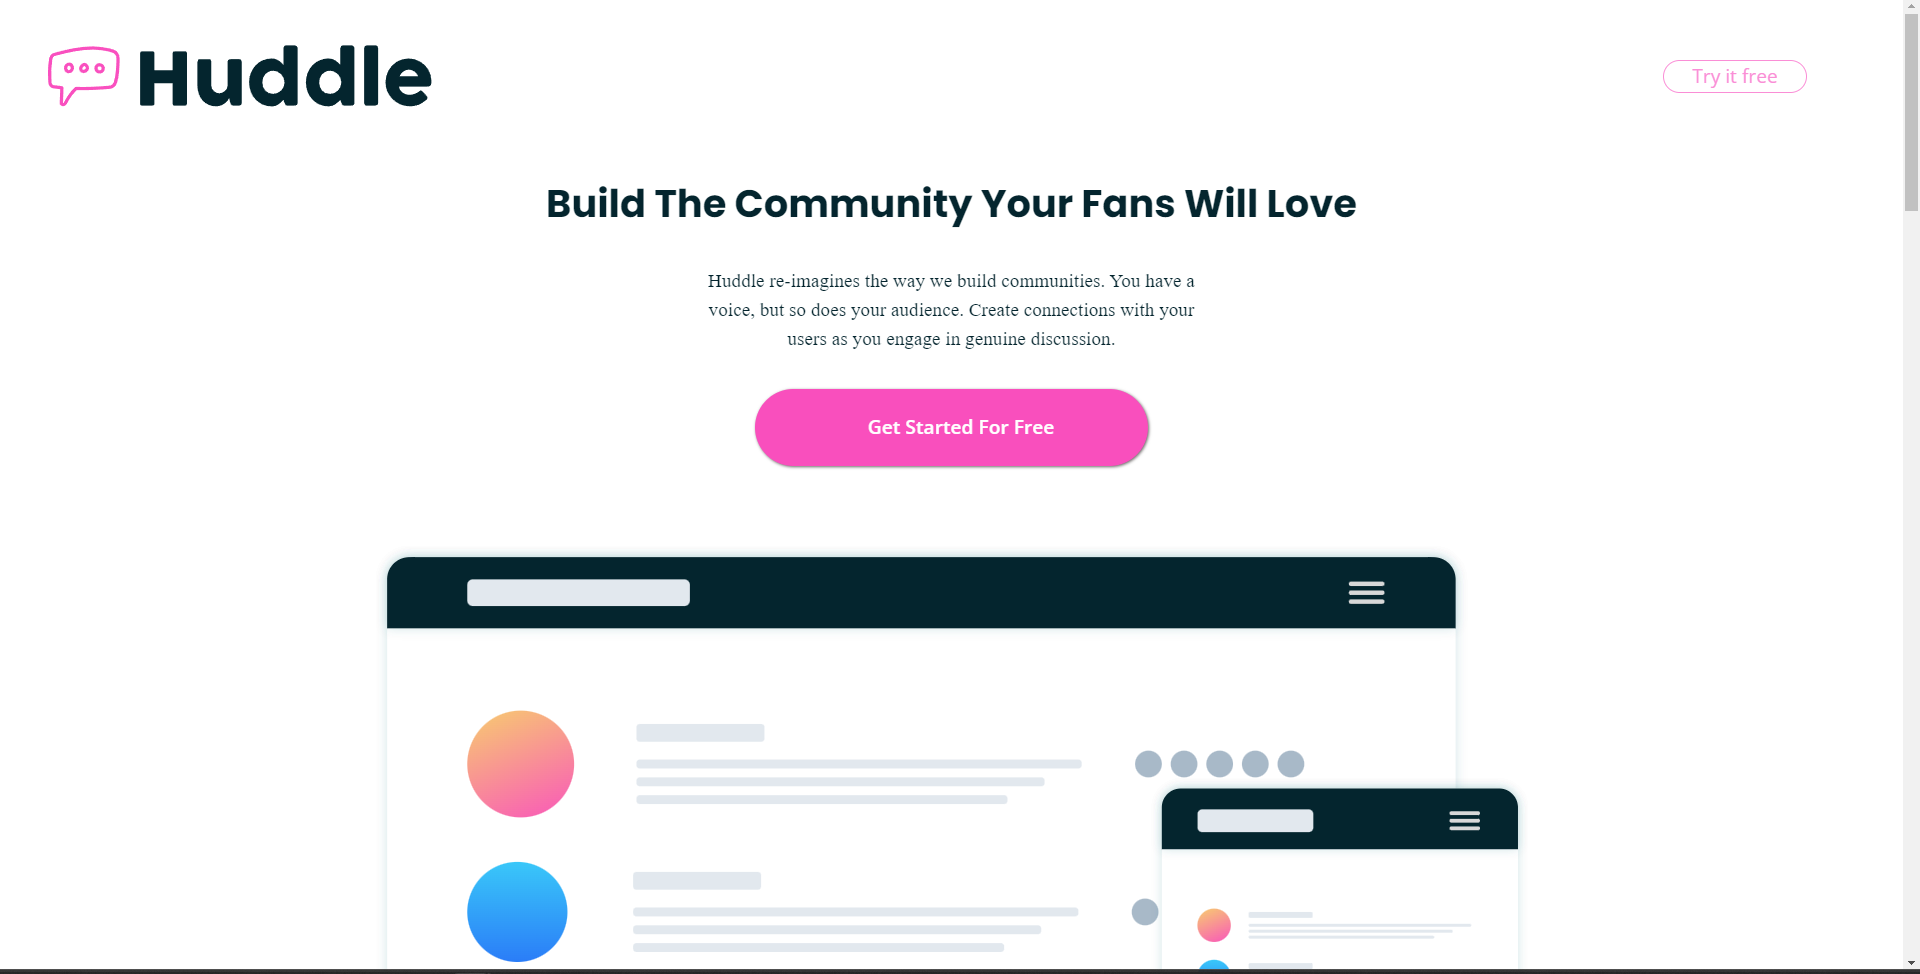 Huddle
Try it free
Build The Community Your Fans Will Love
Huddle re-imagines the way we build communities. You have a
voice, but so does your audience. Create connections with your
users as you engage in genuine discussion.
Get Started For Free